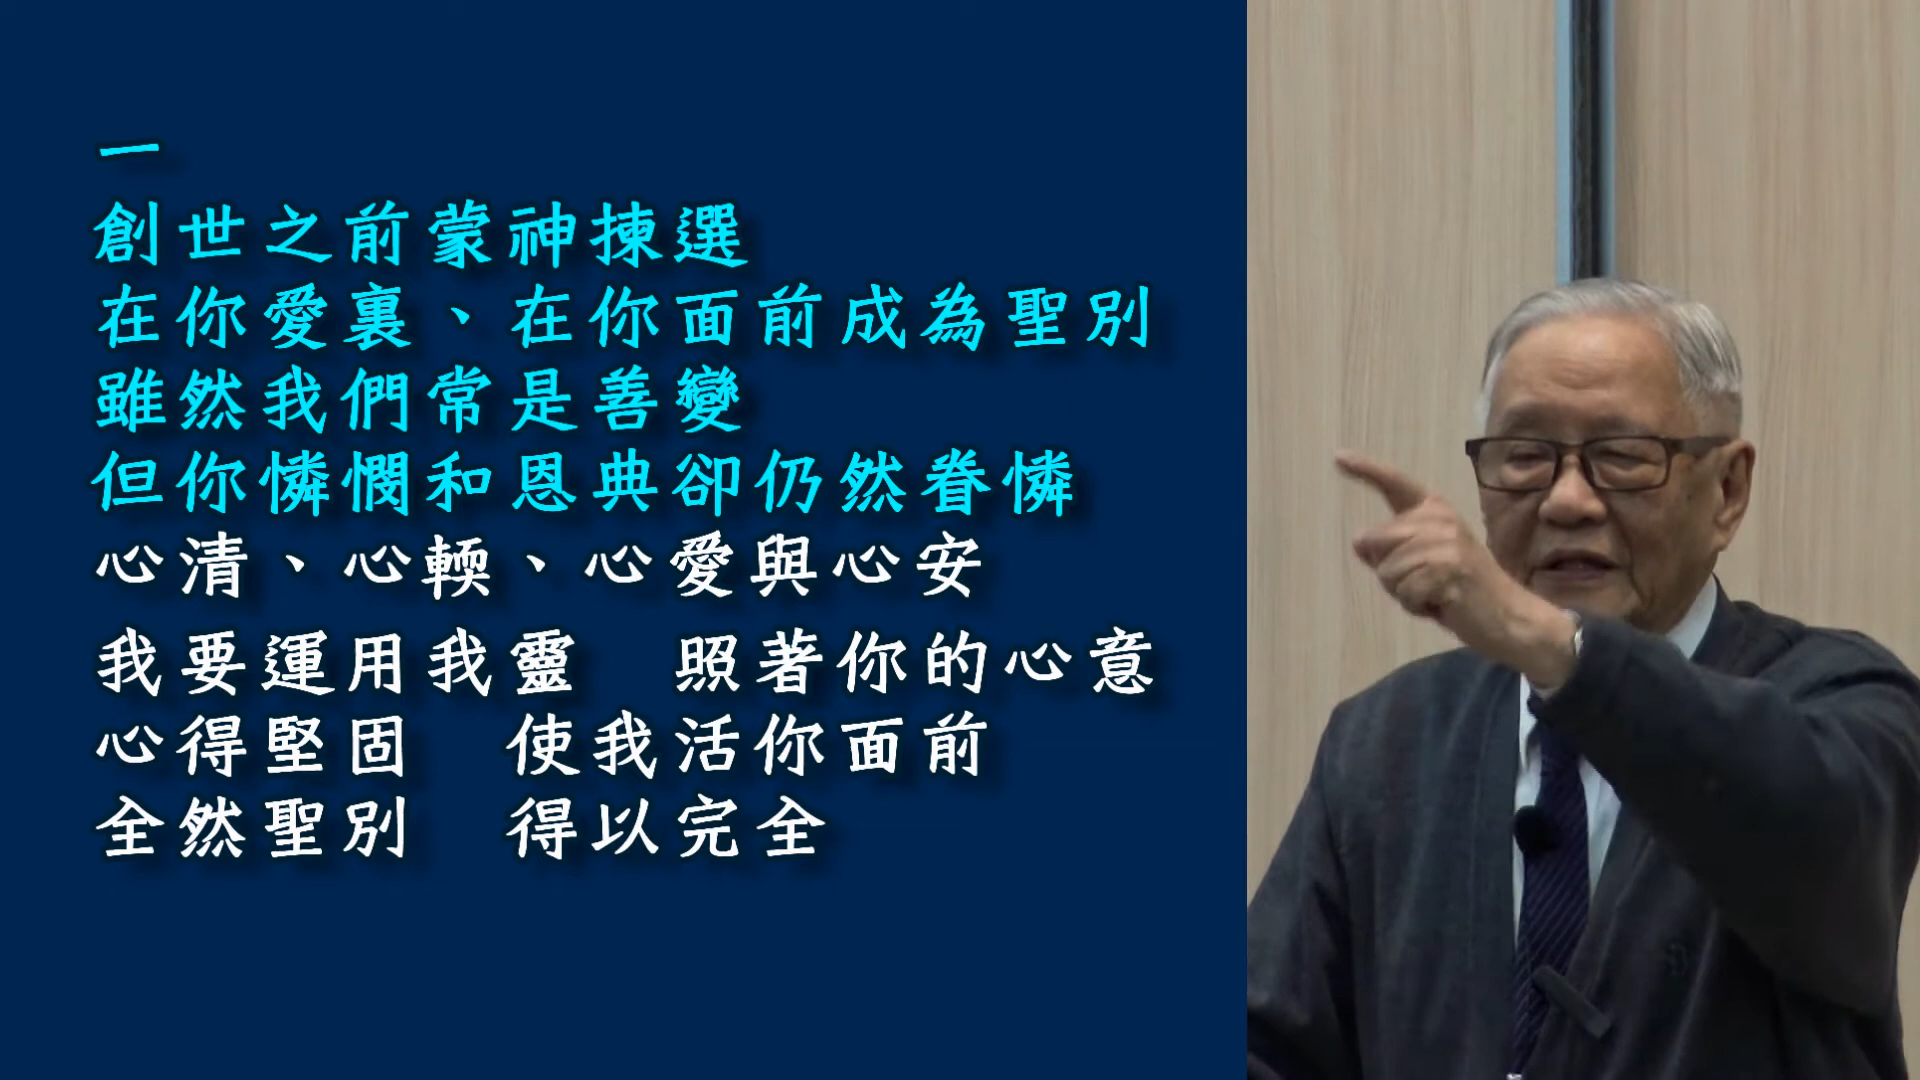 一
創世之前蒙神揀選
在你愛裏、在你面前成為聖別
雖然我們常是善變
但你憐憫和恩典卻仍然眷憐
心清、心輭、心愛與心安
我要運用我靈　照著你的心意
心得堅固　使我活你面前
全然聖別　得以完全